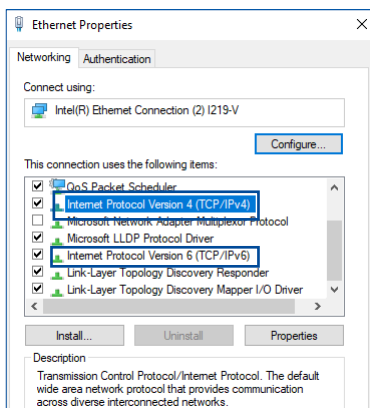 Ethernet Properties
Networking Authentication
Connect using:
Intel(R) Ethernet Connection (2) I219-V
Configure...
This connection uses the following items:
QoS Packet Scheduler
Internet Protocol Version 4 (TCP/IPv4)
Microsoft Network Adapter Multiplexor Protocol
Microsoft LLDP Protocol Driver
Internet Protocol Version 6 (TCP/IPv6)
Link-Layer Topology Discovery Responder
Link-Layer Topology Discovery Mapper I/O Driver
Install... Uninstall Properties
Description
Transmission Control Protocol/Internet Protocol. The default
wide area network protocol that provides communication
across diverse interconnected networks.